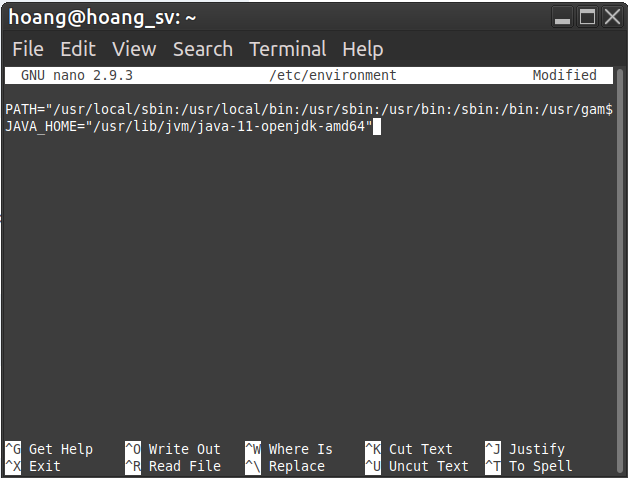 hoang@hoang_sv: ~
File Edit View Search Terminal Help
GNU nano 2.9.3 /etc/environment Modified
PATH="/usr/local/sbin:/usr/local/bin:/usr/sbin:/usr/bin:/sbin:/bin:/usr/gam$
JAVA_HOME="/usr/lib/jvm/java-11-openjdk-amd64"
^G Get Help ^O Write Out ^W Where Is ^K Cut Text ^J Justify
^X Exit ^R Read File ^\ Replace ^U Uncut Text ^T To Spell